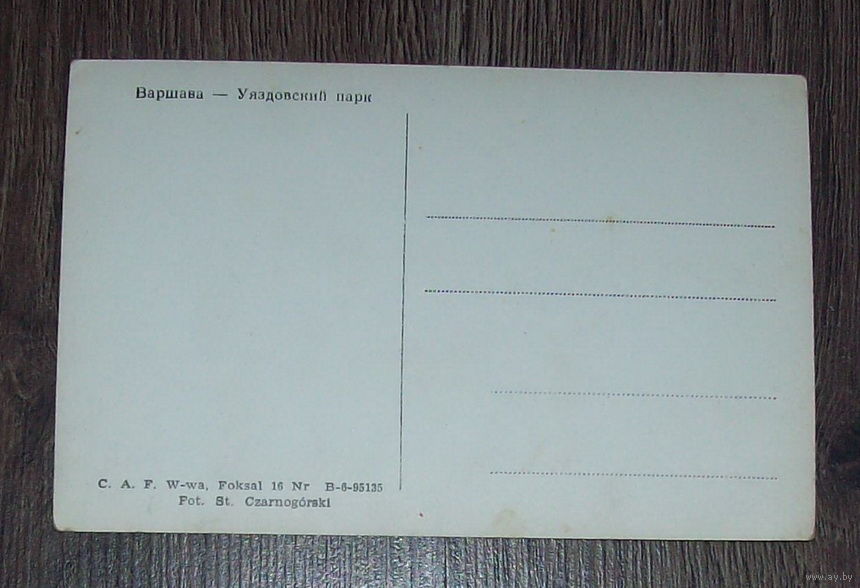 Варшава — Уяздовский парк
C. A. F. W-wa, Foksal 16 Nr B-6-95135
Fot. St. Czarnogórski
www.ay.by